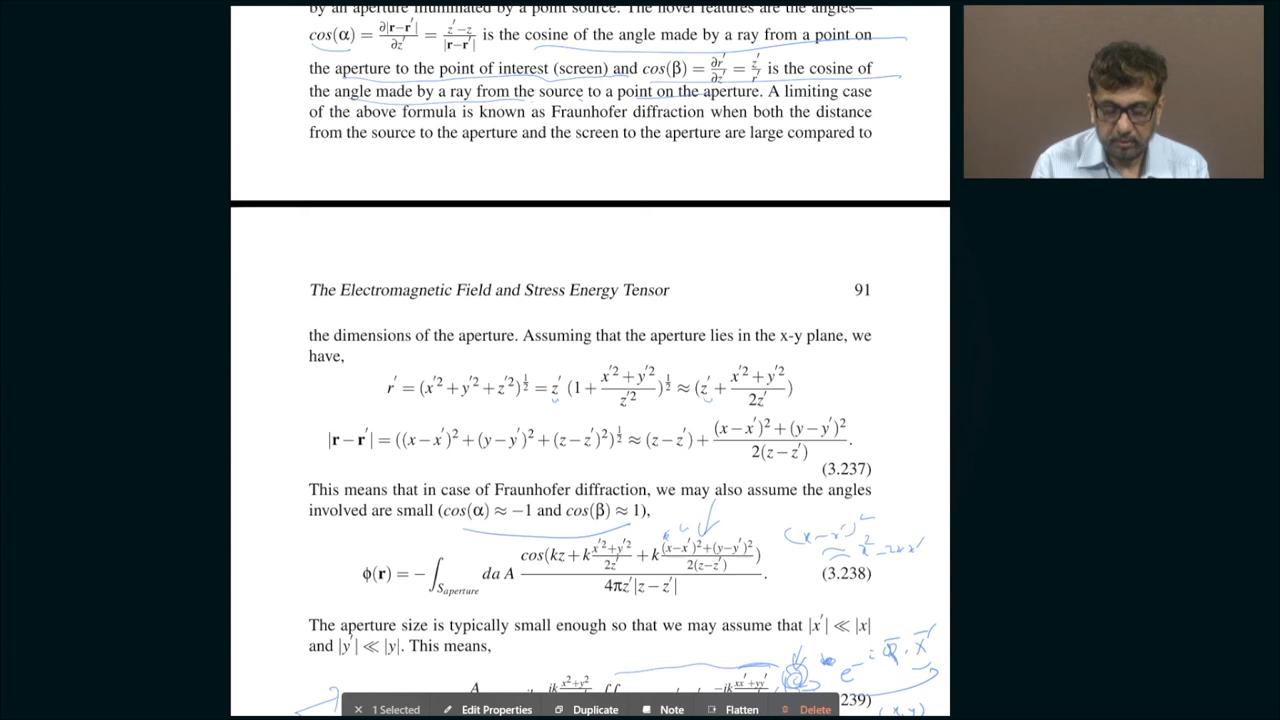 by an aperture illuminated by a point source. The novel features are the angles—
cos(α) = ∂|r−r′|/∂z′ = z′−z/|r−r′| is the cosine of the angle made by a ray from a point on
the aperture to the point of interest (screen) and cos(β) = ∂r′/∂z′ = z′/r′ is the cosine of
the angle made by a ray from the source to a point on the aperture. A limiting case
of the above formula is known as Fraunhofer diffraction when both the distance
from the source to the aperture and the screen to the aperture are large compared to
The Electromagnetic Field and Stress Energy Tensor 91
the dimensions of the aperture. Assuming that the aperture lies in the x-y plane, we
have,
r′ = (x′2 + y′2 + z′2)^½ = z′ (1 + (x′2 + y′2)/z′2)^½ ≈ (z′ + (x′2 + y′2)/2z′)
|r − r′| = ((x − x′)2 + (y − y′)2 + (z − z′)2)^½ ≈ (z − z′) + ((x − x′)2 + (y − y′)2)/2(z − z′).
(3.237)
This means that in case of Fraunhofer diffraction, we may also assume the angles
involved are small (cos(α) ≈ −1 and cos(β) ≈ 1),
(x−x′)2
≈ x2 −2xx′
ϕ(r) = − ∫S_aperture da A cos(kz + k (x′2+y′2)/2z′ + k ((x−x′)2+(y−y′)2)/2(z−z′)) / 4πz′|z − z′| . (3.238)
The aperture size is typically small enough so that we may assume that |x′| ≪ |x|
and |y′| ≪ |y|. This means,
239)
(x,y)
✕ 1 Selected Edit Properties Duplicate Note Flatten Delete